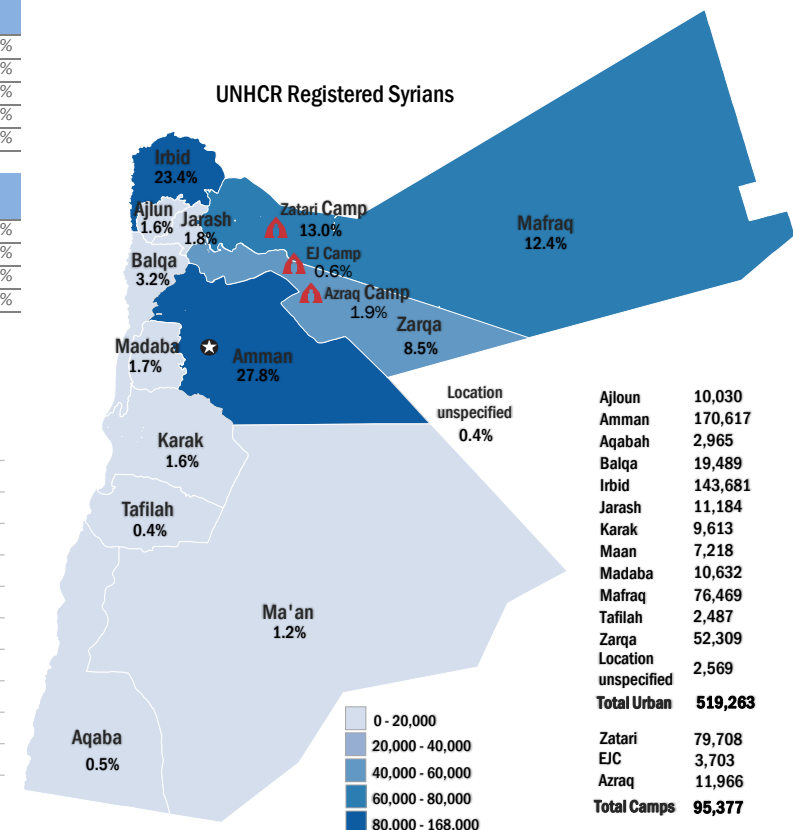 %
%
%
%
%
%
%
%
%
UNHCR Registered Syrians
Irbid
23.4%
Ajlun
1.6%
Jarash
1.8%
Zatari Camp
13.0%
Mafraq
12.4%
EJ Camp
0.6%
Balqa
3.2%
Azraq Camp
1.9%
Zarqa
8.5%
Madaba
1.7%
Amman
27.8%
Location
unspecified
0.4%
Karak
1.6%
Tafilah
0.4%
Ma'an
1.2%
Aqaba
0.5%
0 - 20,000
20,000 - 40,000
40,000 - 60,000
60,000 - 80,000
80,000 - 168,000
Ajloun 10,030
Amman 170,617
Aqabah 2,965
Balqa 19,489
Irbid 143,681
Jarash 11,184
Karak 9,613
Maan 7,218
Madaba 10,632
Mafraq 76,469
Tafilah 2,487
Zarqa 52,309
Location
unspecified 2,569
Total Urban 519,263
Zatari 79,708
EJC 3,703
Azraq 11,966
Total Camps 95,377